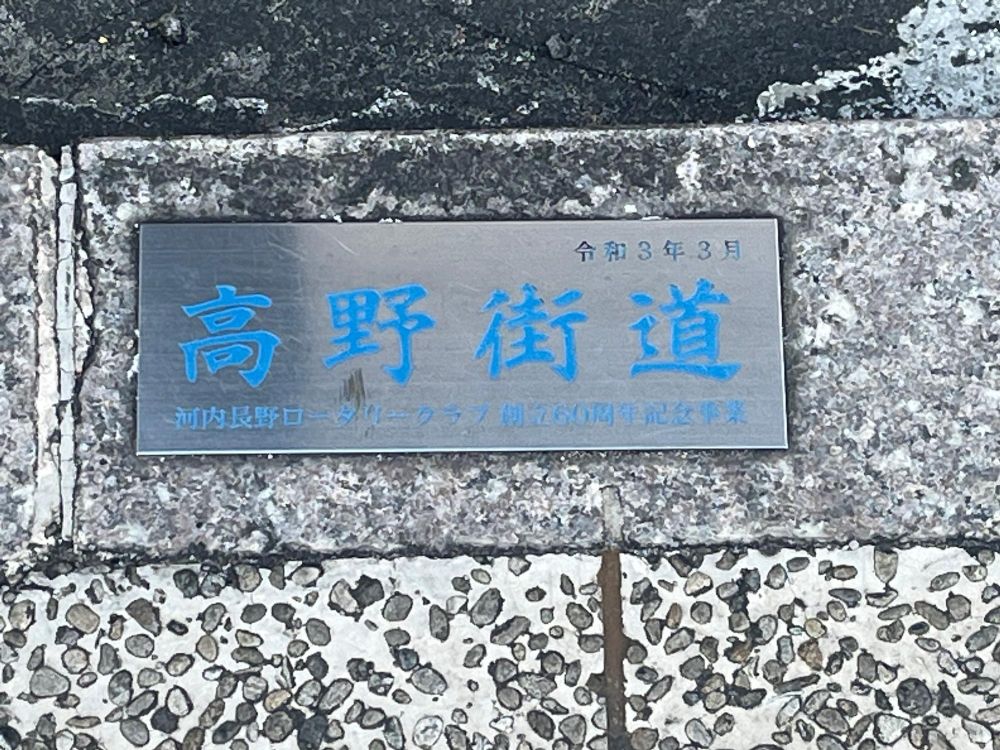 令和3年3月
高野街道
河内長野ロータリークラブ 創立60周年記念事業